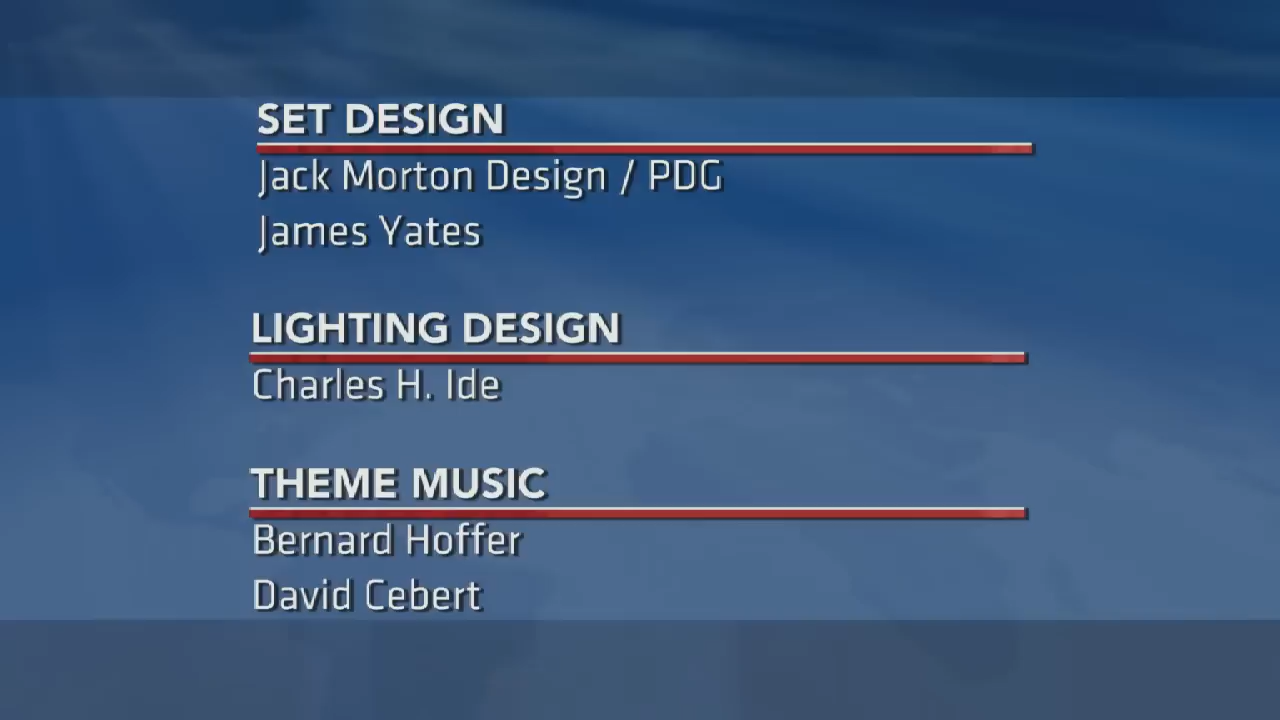 SET DESIGN
Jack Morton Design / PDG
James Yates
LIGHTING DESIGN
Charles H. Ide
THEME MUSIC
Bernard Hoffer
David Cebert